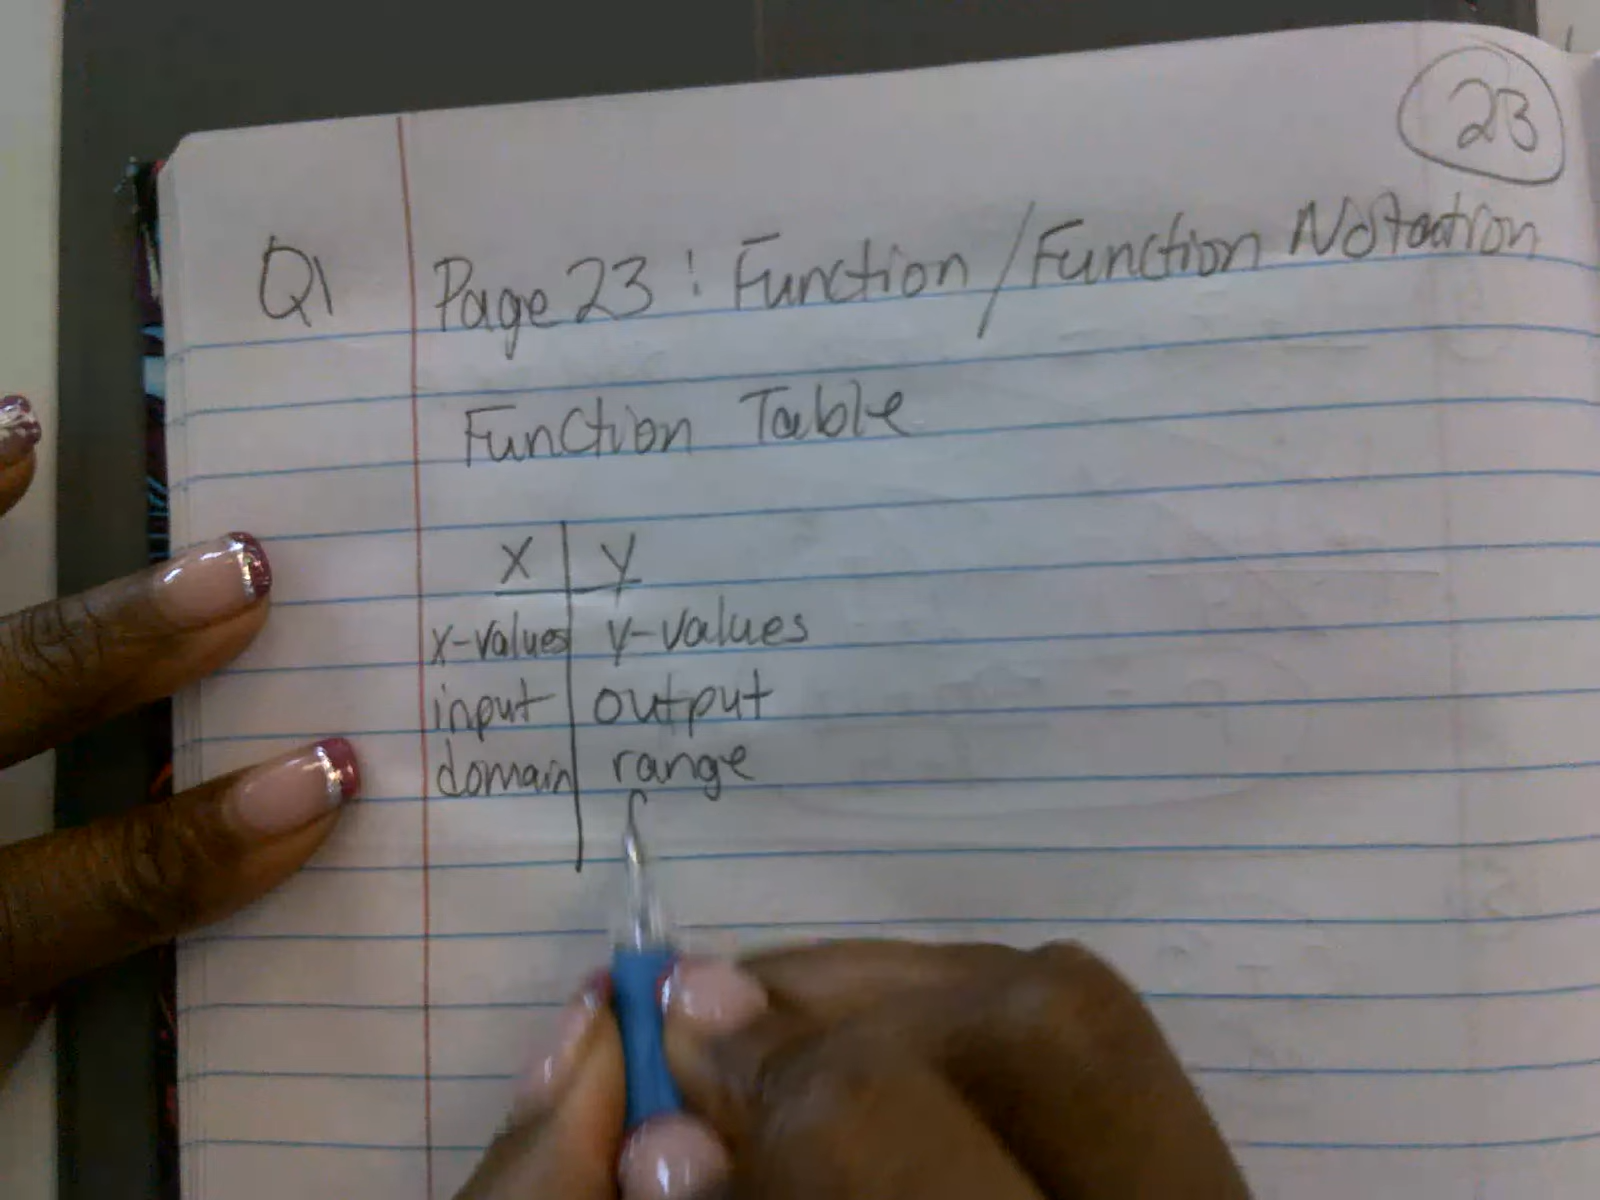 23
Q1 Page 23: Function/Function Notation
Function Table
x y
x-values y-values
input output
domain range
f